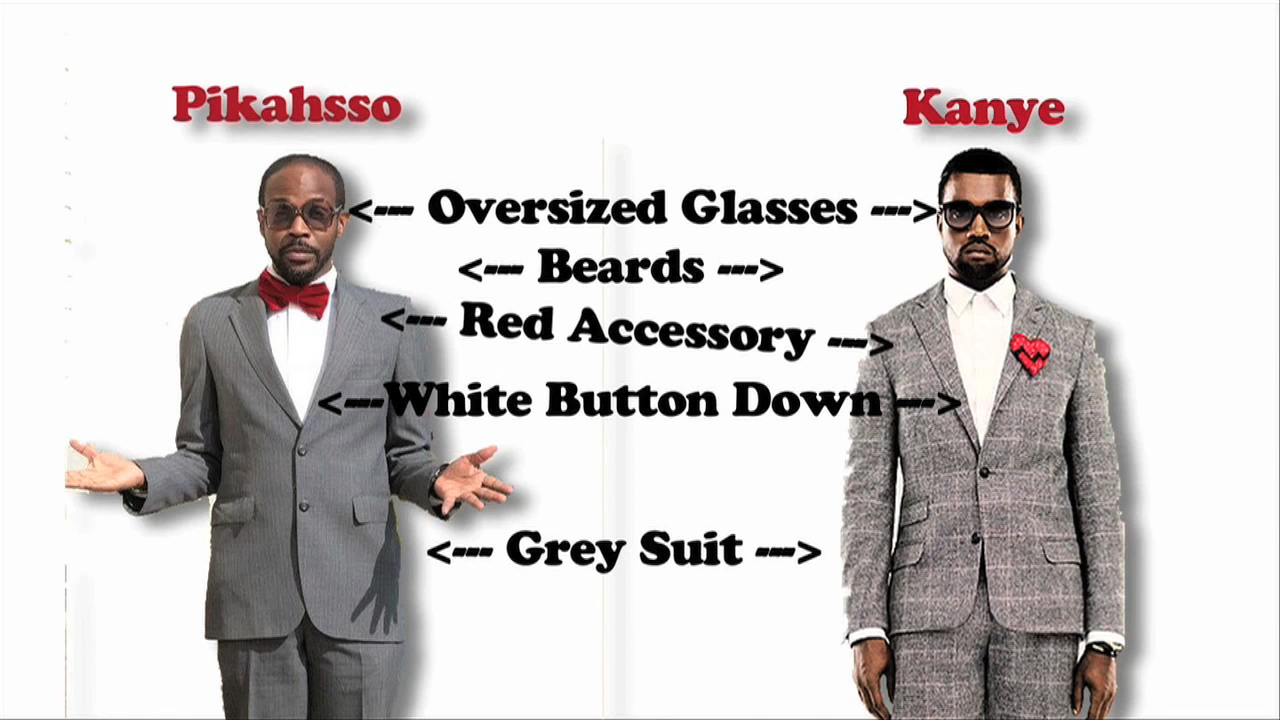 Pikahsso
Kanye
<--- Oversized Glasses --->
<--- Beards --->
<--- Red Accessory --->
<---White Button Down --->
<--- Grey Suit --->